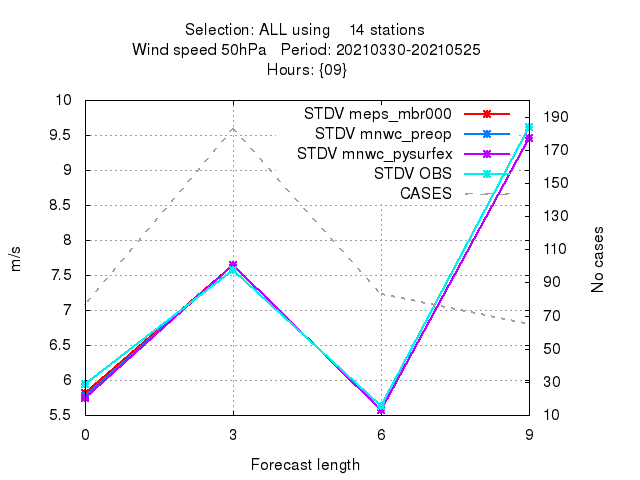 Selection: ALL using    14 stations
Wind speed 50hPa   Period: 20210330-20210525
Hours: {09}
STDV meps_mbr000
STDV mnwc_preop
STDV mnwc_pysurfex
STDV OBS
CASES
10
9.5
9
8.5
8
7.5
7
6.5
6
5.5
m/s
190
170
150
130
110
90
70
50
30
10
No cases
0 3 6 9
Forecast length